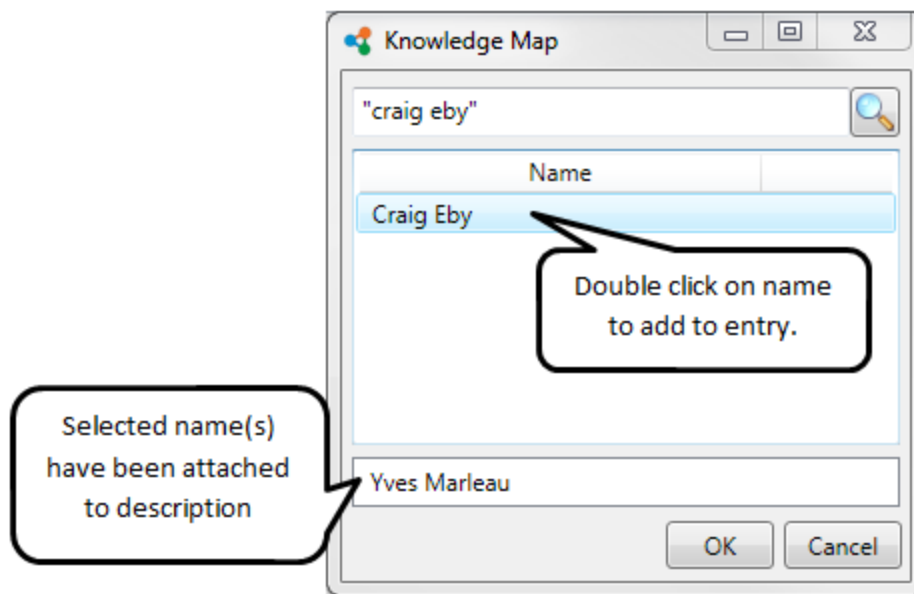 Knowledge Map
"craig eby"
Name
Craig Eby
Double click on name
to add to entry.
Selected name(s)
have been attached
to description
Yves Marleau
OK
Cancel